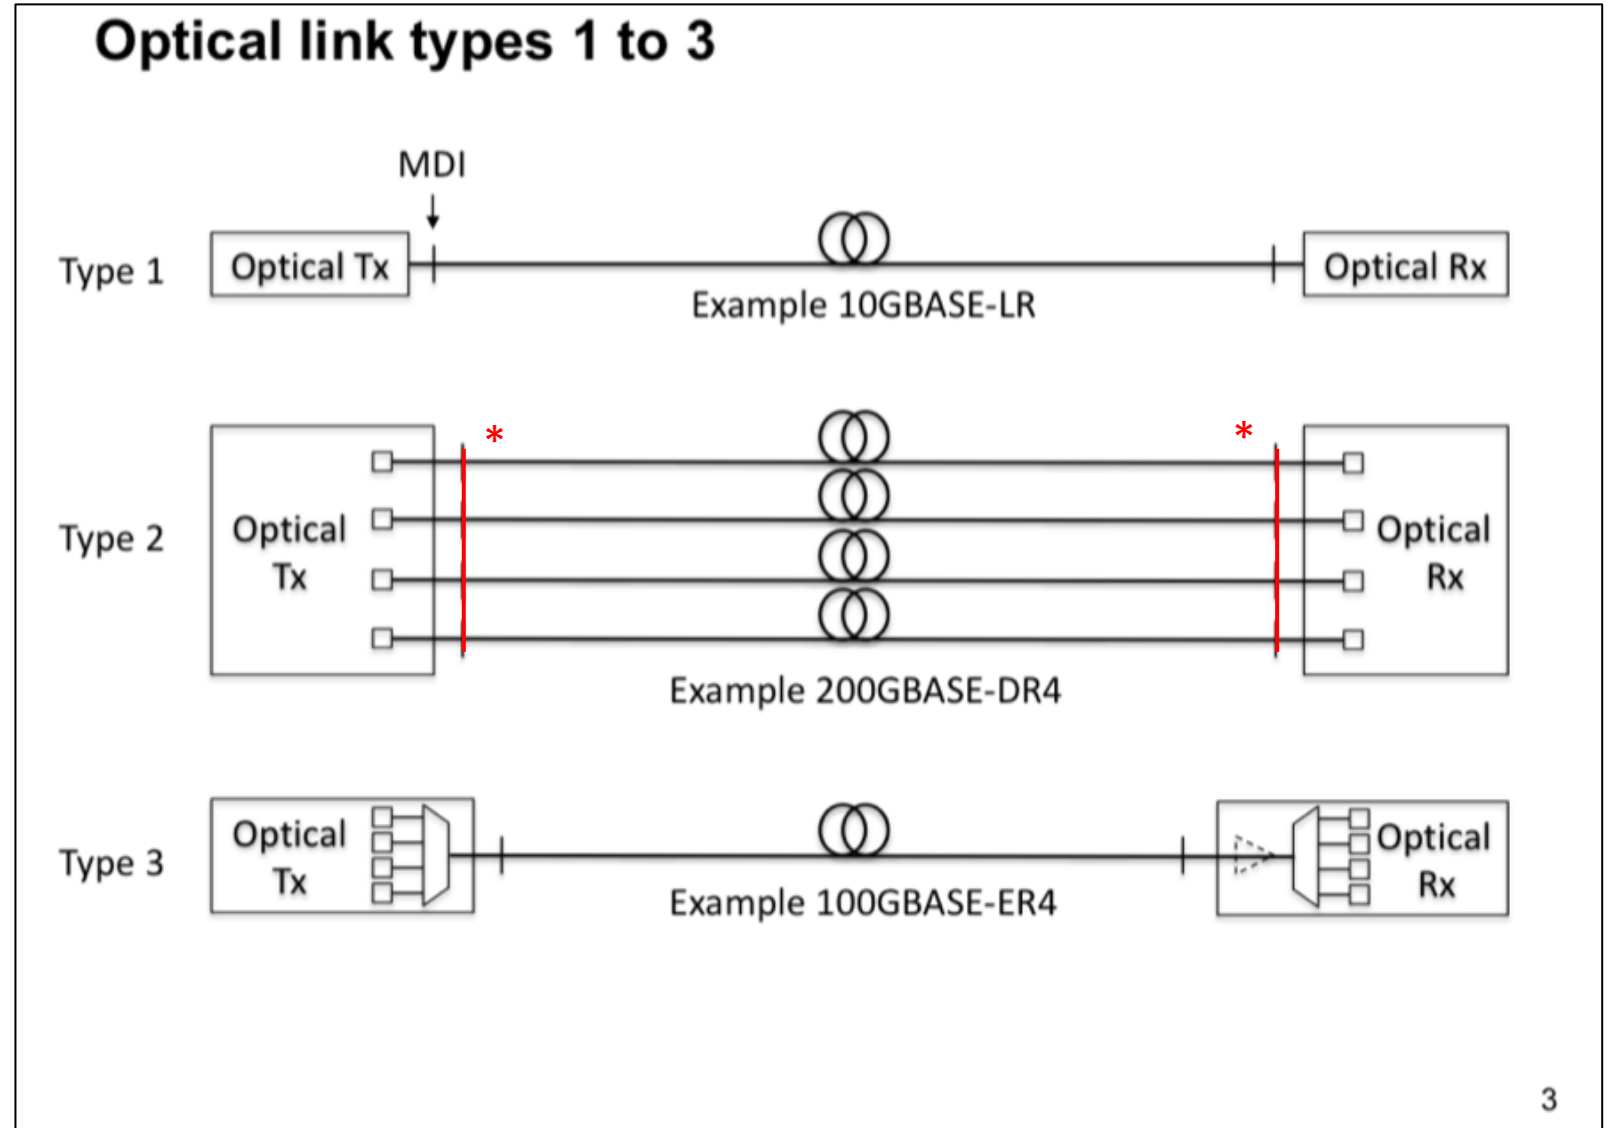 Optical link types 1 to 3
MDI
Type 1
Optical Tx
Optical Rx
Example 10GBASE-LR
*
*
Type 2
Optical
Tx
Optical
Rx
Example 200GBASE-DR4
Type 3
Optical
Tx
Optical
Rx
Example 100GBASE-ER4
3